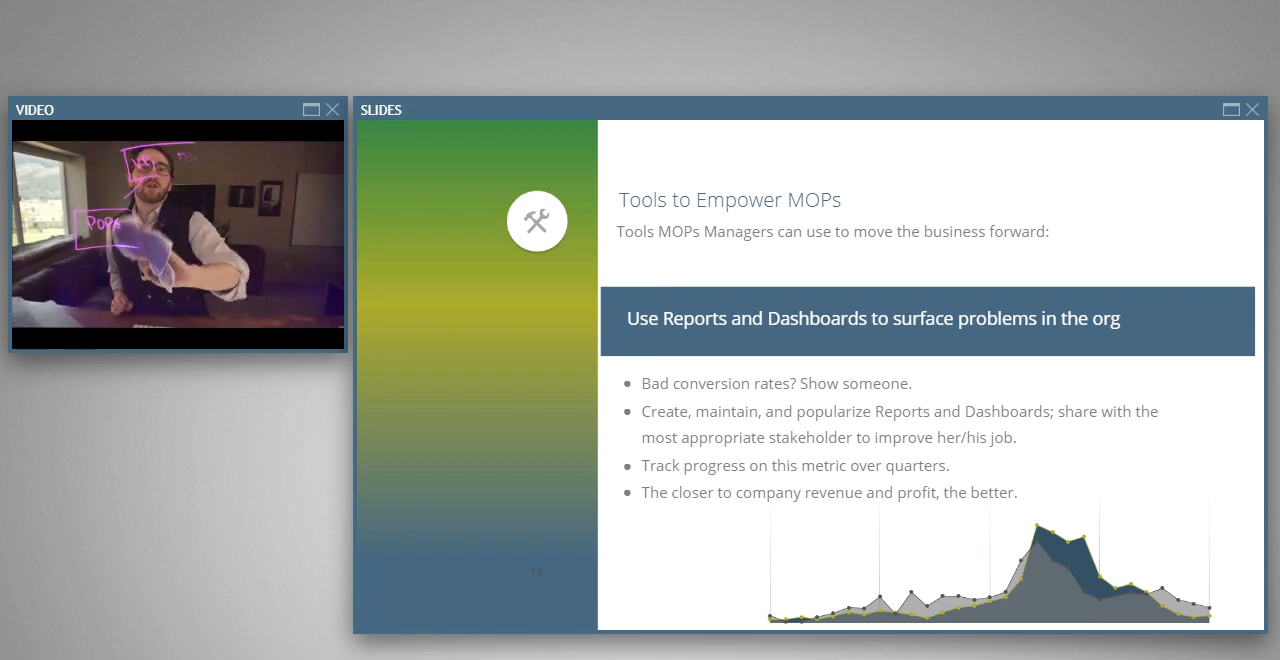 VIDEO
SLIDES
POPS
Tools to Empower MOPs
Tools MOPs Managers can use to move the business forward:
Use Reports and Dashboards to surface problems in the org
Bad conversion rates? Show someone.
Create, maintain, and popularize Reports and Dashboards; share with the
most appropriate stakeholder to improve her/his job.
Track progress on this metric over quarters.
The closer to company revenue and profit, the better.
19